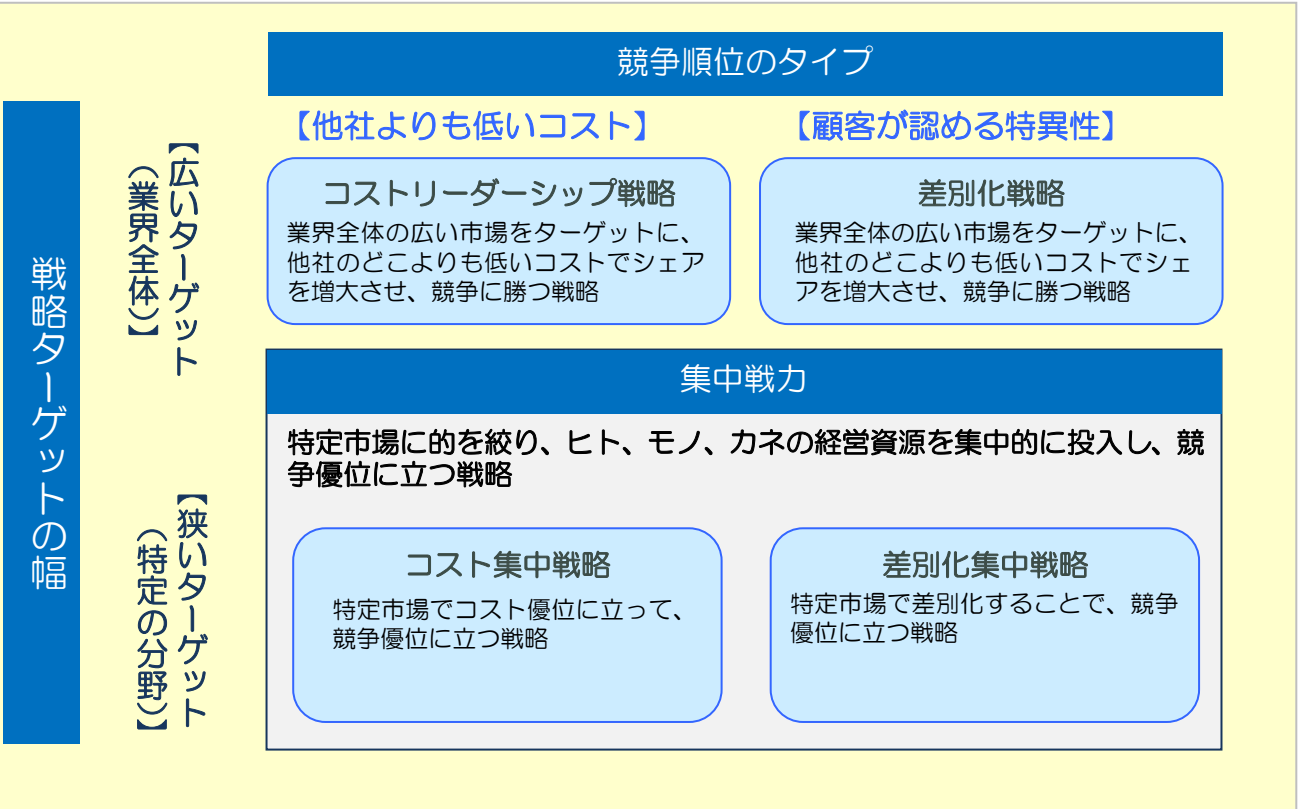 競争順位のタイプ
【他社よりも低いコスト】
【顧客が認める特異性】
戦略ターゲットの幅
【広いターゲット
（業界全体）】
コストリーダーシップ戦略
業界全体の広い市場をターゲットに、
他社のどこよりも低いコストでシェア
を増大させ、競争に勝つ戦略
差別化戦略
業界全体の広い市場をターゲットに、
他社のどこよりも低いコストでシェ
アを増大させ、競争に勝つ戦略
集中戦力
特定市場に的を絞り、ヒト、モノ、カネの経営資源を集中的に投入し、競
争優位に立つ戦略
【狭いターゲット
（特定の分野）】
コスト集中戦略
特定市場でコスト優位に立って、
競争優位に立つ戦略
差別化集中戦略
特定市場で差別化することで、競争
優位に立つ戦略